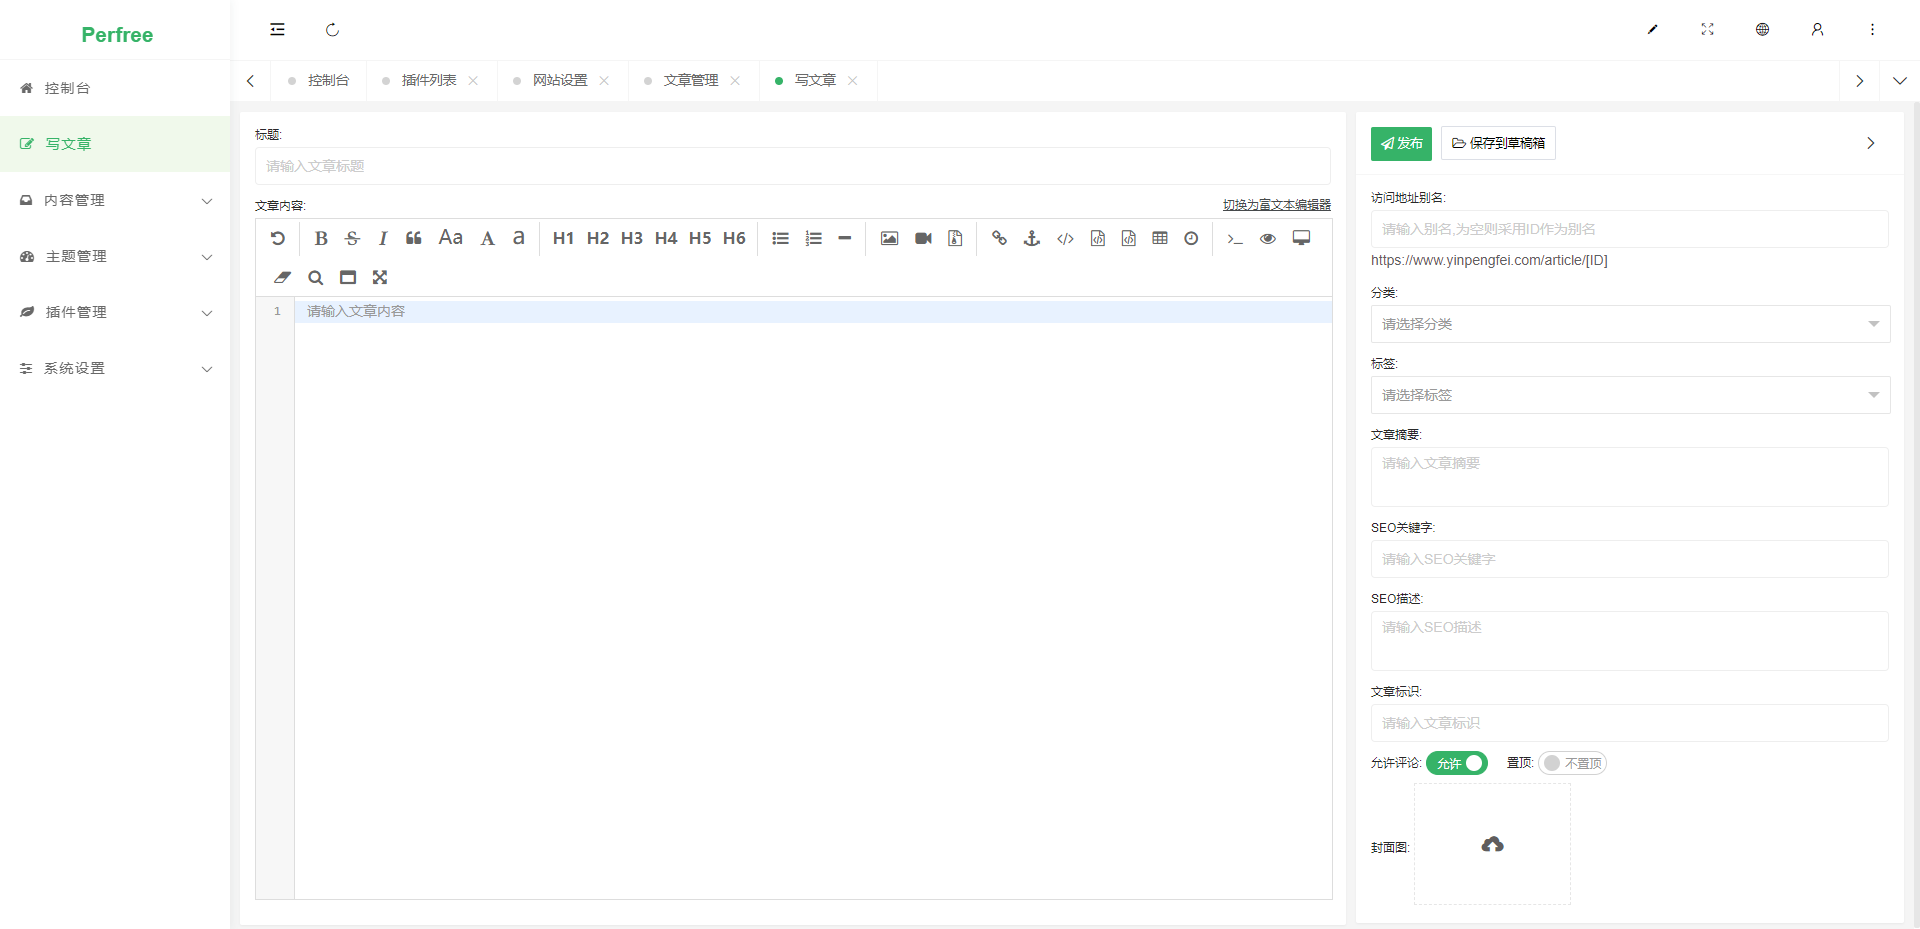 Perfree
控制台
写文章
内容管理
主题管理
插件管理
系统设置
控制台
插件列表
网站设置
文章管理
写文章
标题:
请输入文章标题
文章内容:
切换为富文本编辑器
B S I Aa A a H1 H2 H3 H4 H5 H6
1
请输入文章内容
发布
保存到草稿箱
访问地址别名:
请输入别名,为空则采用ID作为别名
https://www.yinpengfei.com/article/[ID]
分类:
请选择分类
标签:
请选择标签
文章摘要:
请输入文章摘要
SEO关键字:
请输入SEO关键字
SEO描述:
请输入SEO描述
文章标识:
请输入文章标识
允许评论: 允许 置顶: 不置顶
封面图: